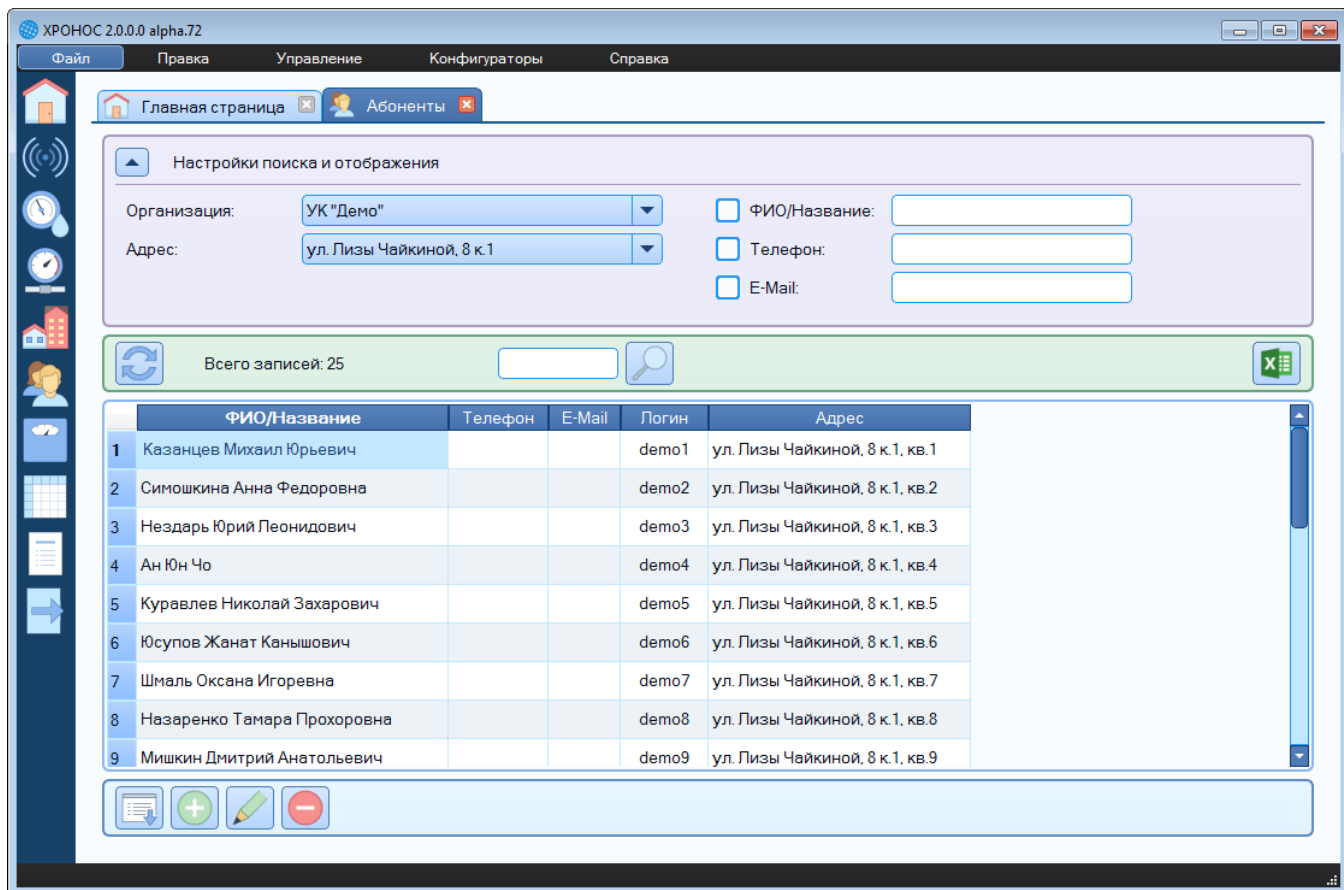 ХРОНОС 2.0.0.0 alpha.72
Файл Правка Управление Конфигураторы Справка
Главная страница Абоненты
Настройки поиска и отображения
Организация: УК "Демо" ФИО/Название:
Адрес: ул. Лизы Чайкиной, 8 к.1 Телефон:
E-Mail:
Всего записей: 25
ФИО/Название Телефон E-Mail Логин Адрес
1 Казанцев Михаил Юрьевич demo1 ул. Лизы Чайкиной, 8 к.1, кв.1
2 Симошкина Анна Федоровна demo2 ул. Лизы Чайкиной, 8 к.1, кв.2
3 Нездарь Юрий Леонидович demo3 ул. Лизы Чайкиной, 8 к.1, кв.3
4 Ан Юн Чо demo4 ул. Лизы Чайкиной, 8 к.1, кв.4
5 Куравлев Николай Захарович demo5 ул. Лизы Чайкиной, 8 к.1, кв.5
6 Юсупов Жанат Канышович demo6 ул. Лизы Чайкиной, 8 к.1, кв.6
7 Шмаль Оксана Игоревна demo7 ул. Лизы Чайкиной, 8 к.1, кв.7
8 Назаренко Тамара Прохоровна demo8 ул. Лизы Чайкиной, 8 к.1, кв.8
9 Мишкин Дмитрий Анатольевич demo9 ул. Лизы Чайкиной, 8 к.1, кв.9